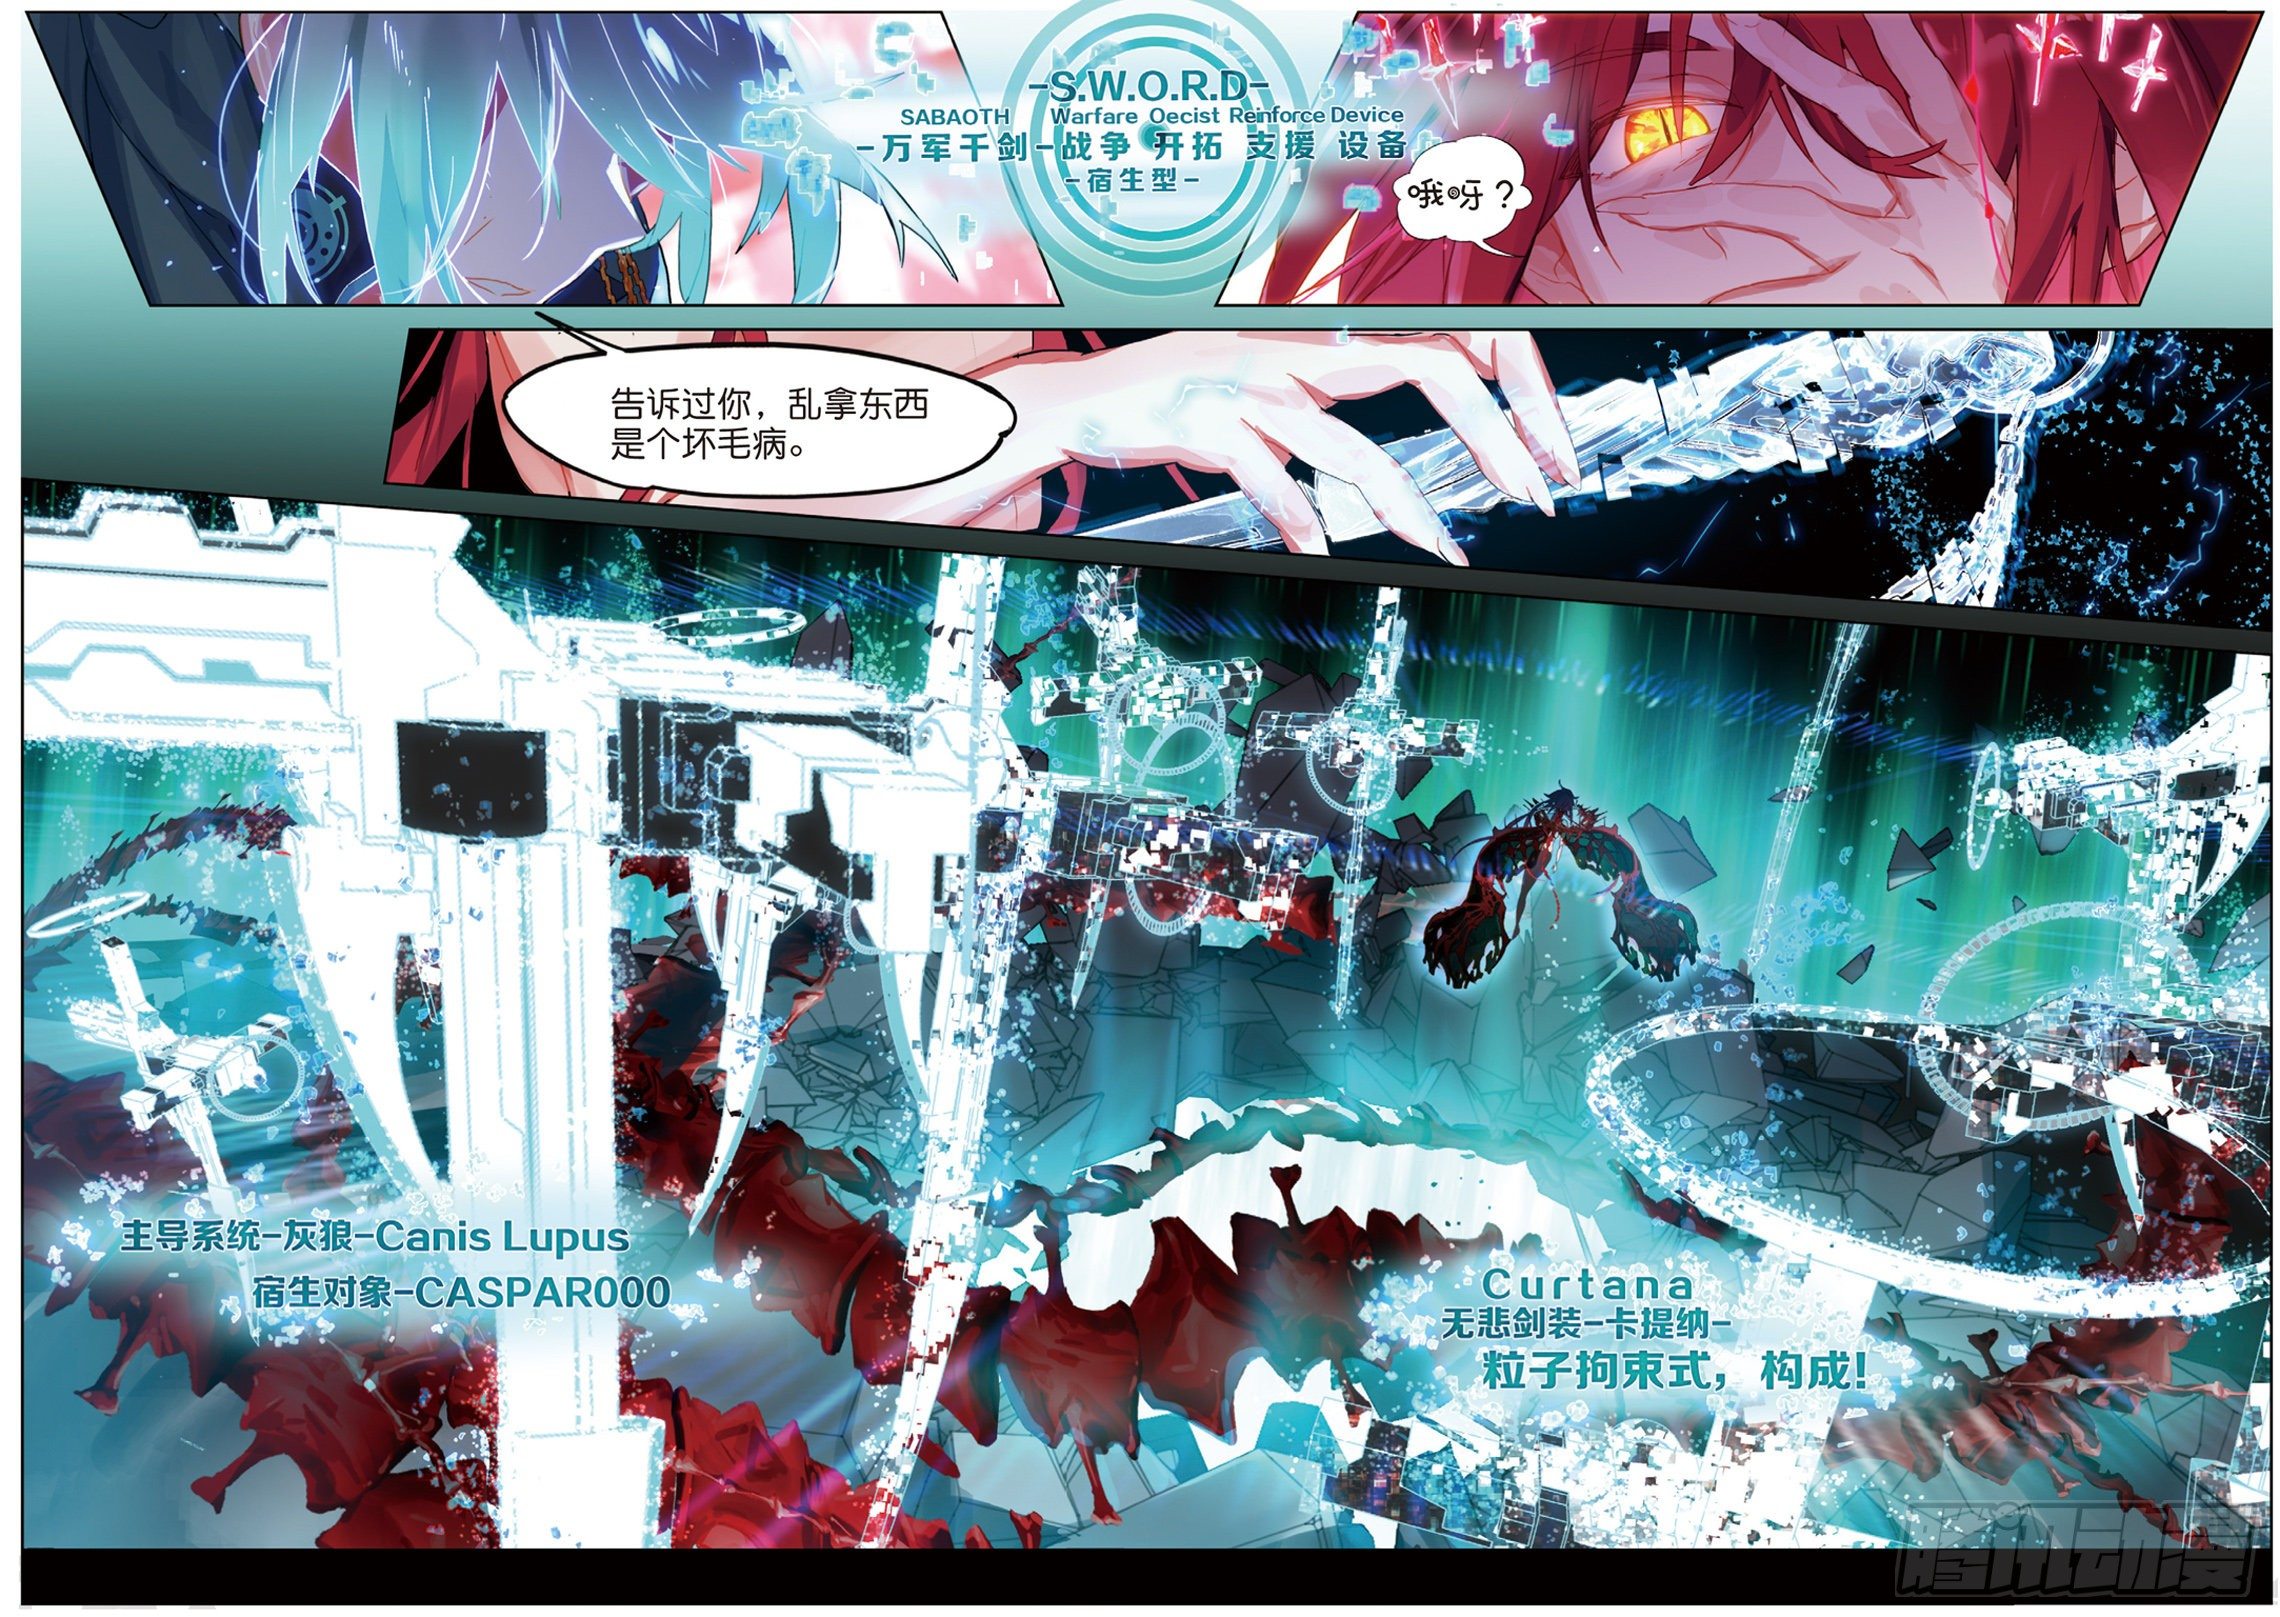 -S.W.O.R.D-
SABAOTH Warfare Oecist Reinforce Device
-万军千剑-战争 开拓 支援 设备
-宿生型-
哦呀？
告诉过你，乱拿东西
是个坏毛病。
主导系统-灰狼-Canis Lupus
宿生对象-CASPAR000
Curtana
无悲剑装-卡提纳-
粒子拘束式，构成！
腾讯动漫